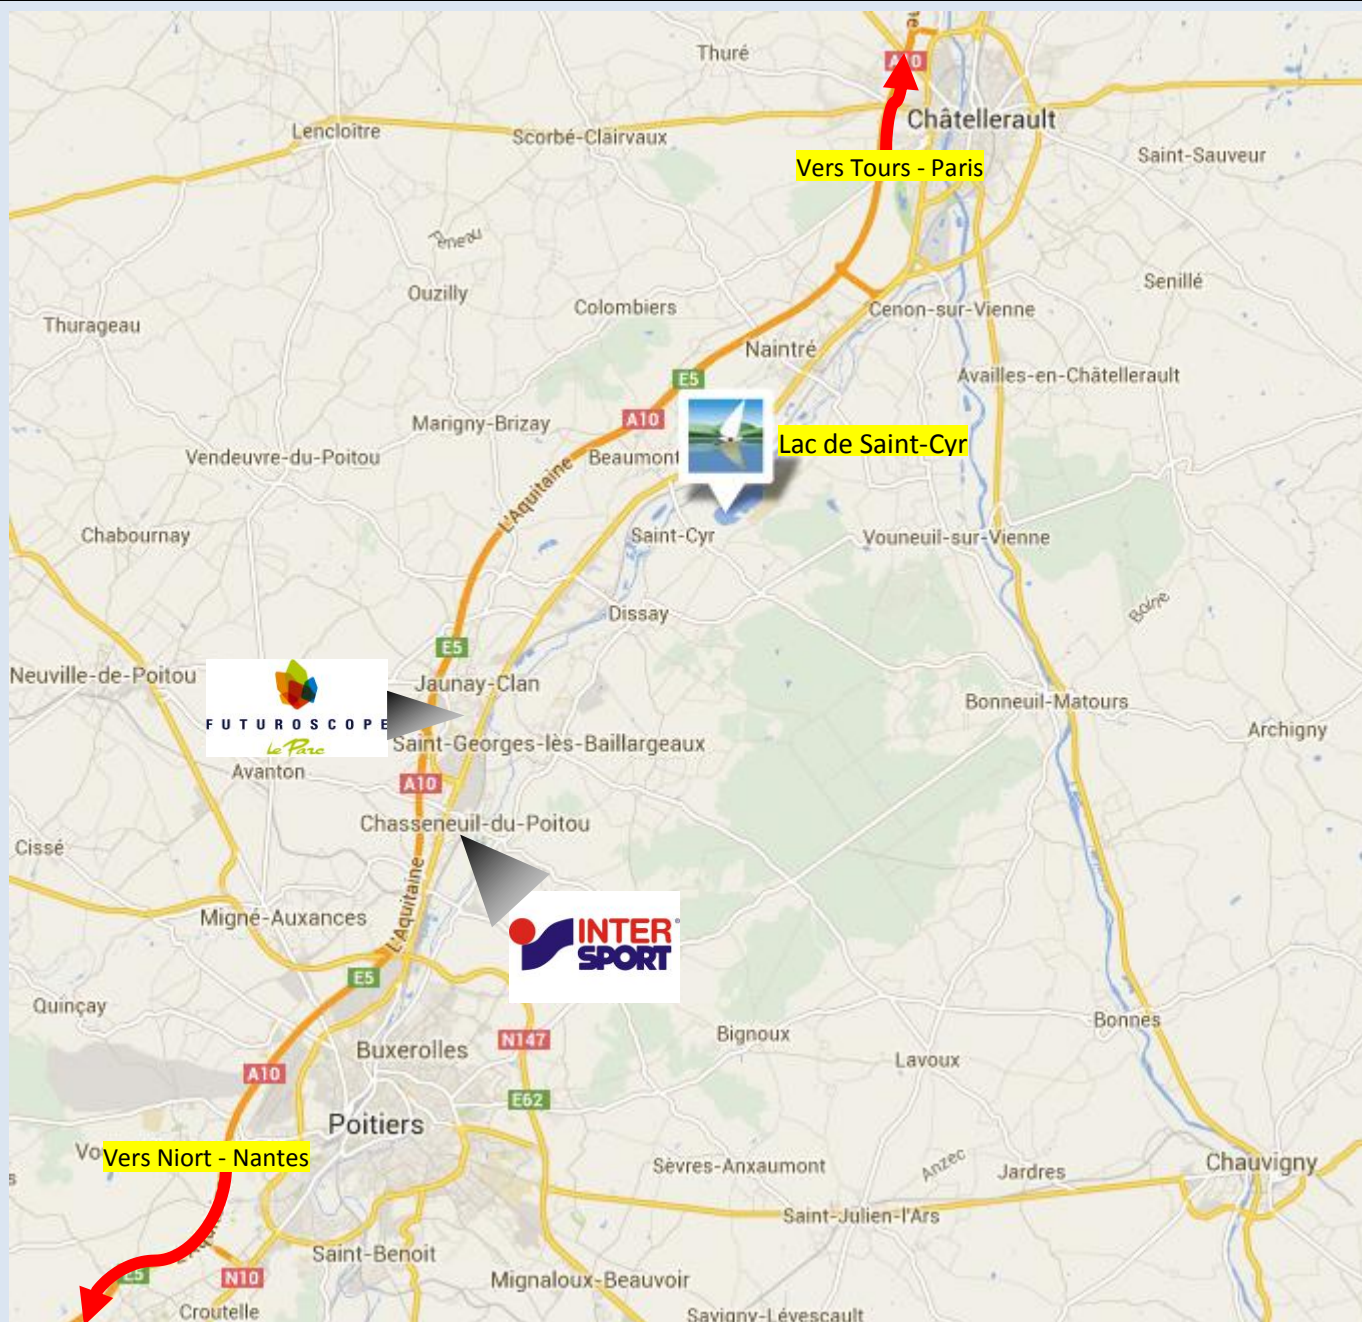 Thuré
A10
Châtellerault
Lencloître
Scorbé-Clairvaux
Vers Tours - Paris
Saint-Sauveur
Ouzilly
Colombiers
Senillé
Cenon-sur-Vienne
Thurageau
Naintré
E5
Availles-en-Châtellerault
Marigny-Brizay
A10
Lac de Saint-Cyr
Vendeuvre-du-Poitou
Beaumont
L'Aquitaine
Chabournay
Saint-Cyr
Vouneuil-sur-Vienne
Dissay
E5
Neuville-de-Poitou
Jaunay-Clan
Bonneuil-Matours
FUTUROSCOPE
Le Parc
Archigny
Saint-Georges-lès-Baillargeaux
Avanton
A10
Chasseneuil-du-Poitou
Cissé
L'Aquitaine
Migné-Auxances
INTER
SPORT
E5
Quinçay
Bonnes
Bignoux
N147
Buxerolles
Lavoux
A10
E62
Poitiers
Vers Niort - Nantes
Sèvres-Anxaumont
Anzec
Jardres
Chauvigny
Saint-Julien-l'Ars
Saint-Benoit
E5
N10
Mignaloux-Beauvoir
Croutelle
Savigny-Lévescault